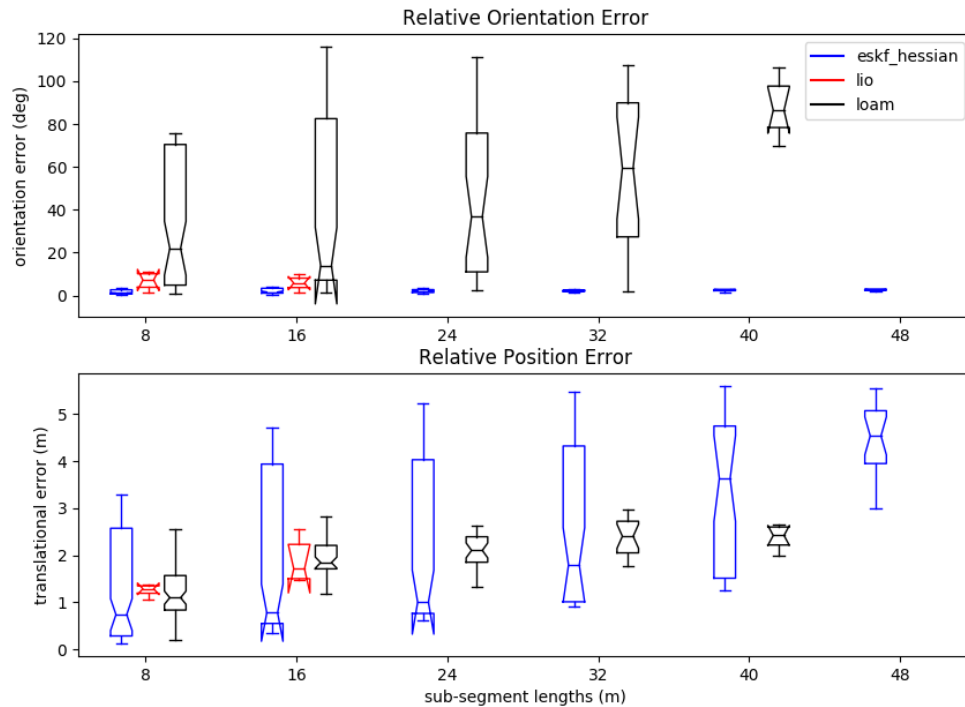 Relative Orientation Error
orientation error (deg)
120
100
80
60
40
20
0
eskf_hessian
lio
loam
8 16 24 32 40 48
Relative Position Error
translational error (m)
5
4
3
2
1
0
8 16 24 32 40 48
sub-segment lengths (m)